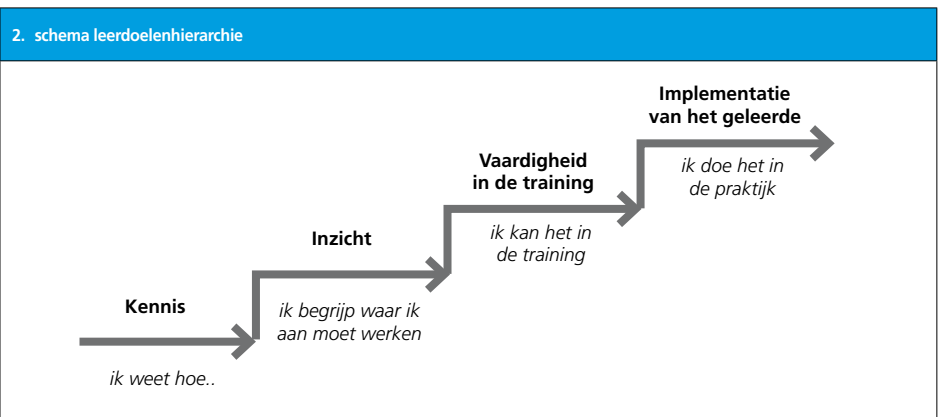 2. schema leerdoelenhierarchie
Kennis
ik weet hoe..
Inzicht
ik begrijp waar ik
aan moet werken
Vaardigheid
in de training
ik kan het in
de training
Implementatie
van het geleerde
ik doe het in
de praktijk